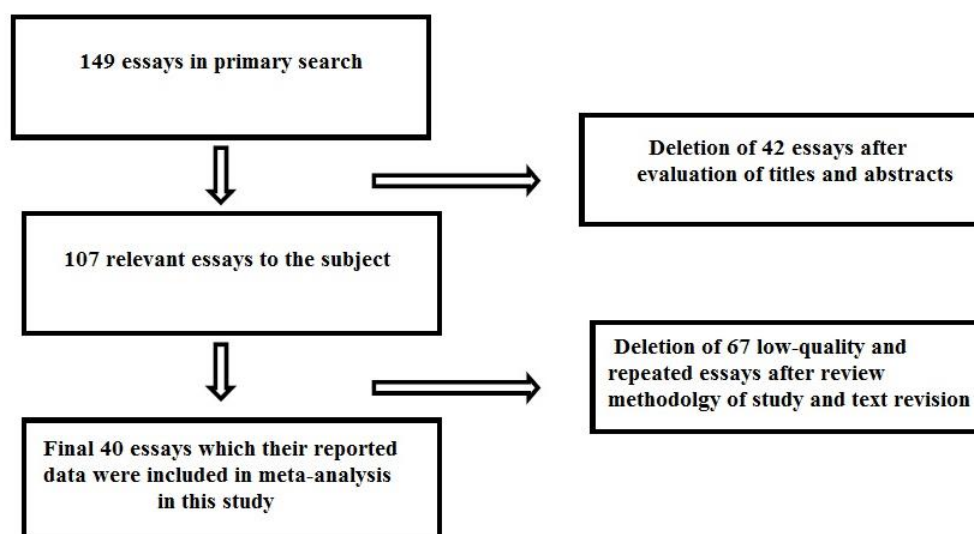 149 essays in primary search
Deletion of 42 essays after
evaluation of titles and abstracts
107 relevant essays to the subject
Deletion of 67 low-quality and
repeated essays after review
methodolgy of study and text revision
Final 40 essays which their reported
data were included in meta-analysis
in this study